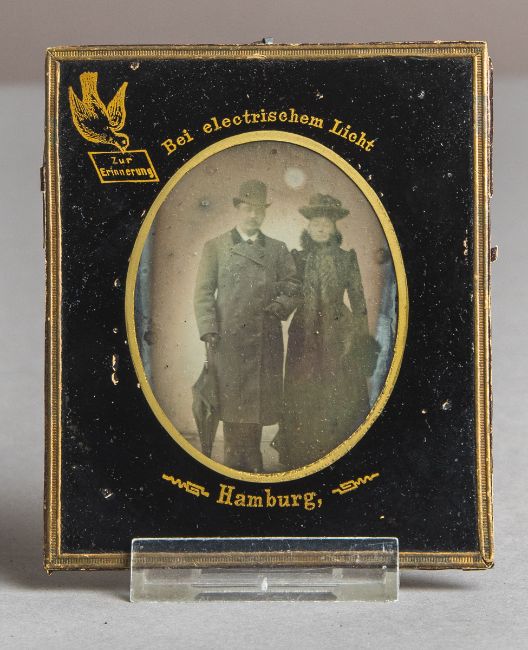 Zur
Erinnerung
Bei electrischem Licht
Hamburg,